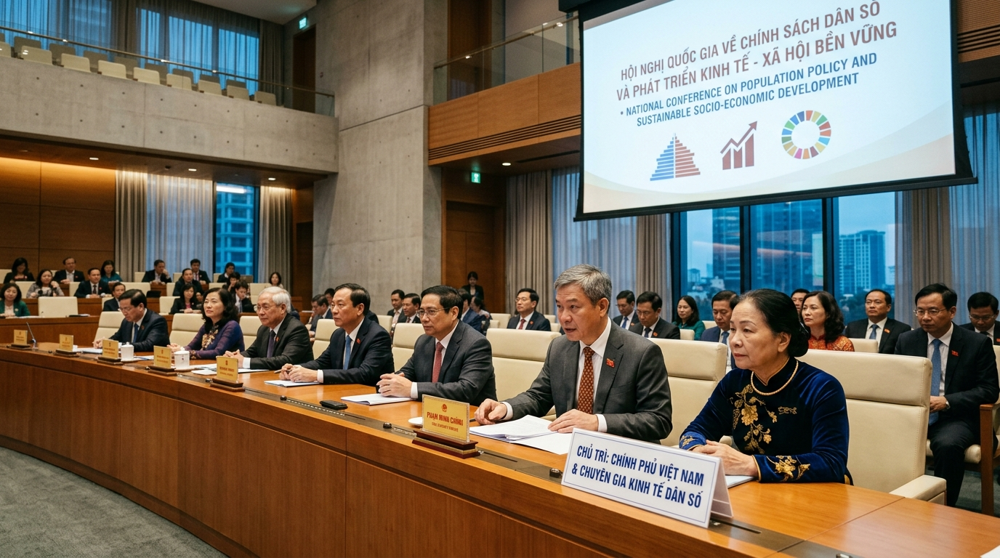 HỘI NGHỊ QUỐC GIA VỀ CHÍNH SÁCH DÂN SỐ
VÀ PHÁT TRIỂN KINH TẾ - XÃ HỘI BỀN VỮNG
• NATIONAL CONFERENCE ON POPULATION POLICY AND
SUSTAINABLE SOCIO-ECONOMIC DEVELOPMENT
PHẠM MINH CHÍNH
CHỦ TRÌ: CHÍNH PHỦ VIỆT NAM
& CHUYÊN GIA KINH TẾ DÂN SỐ